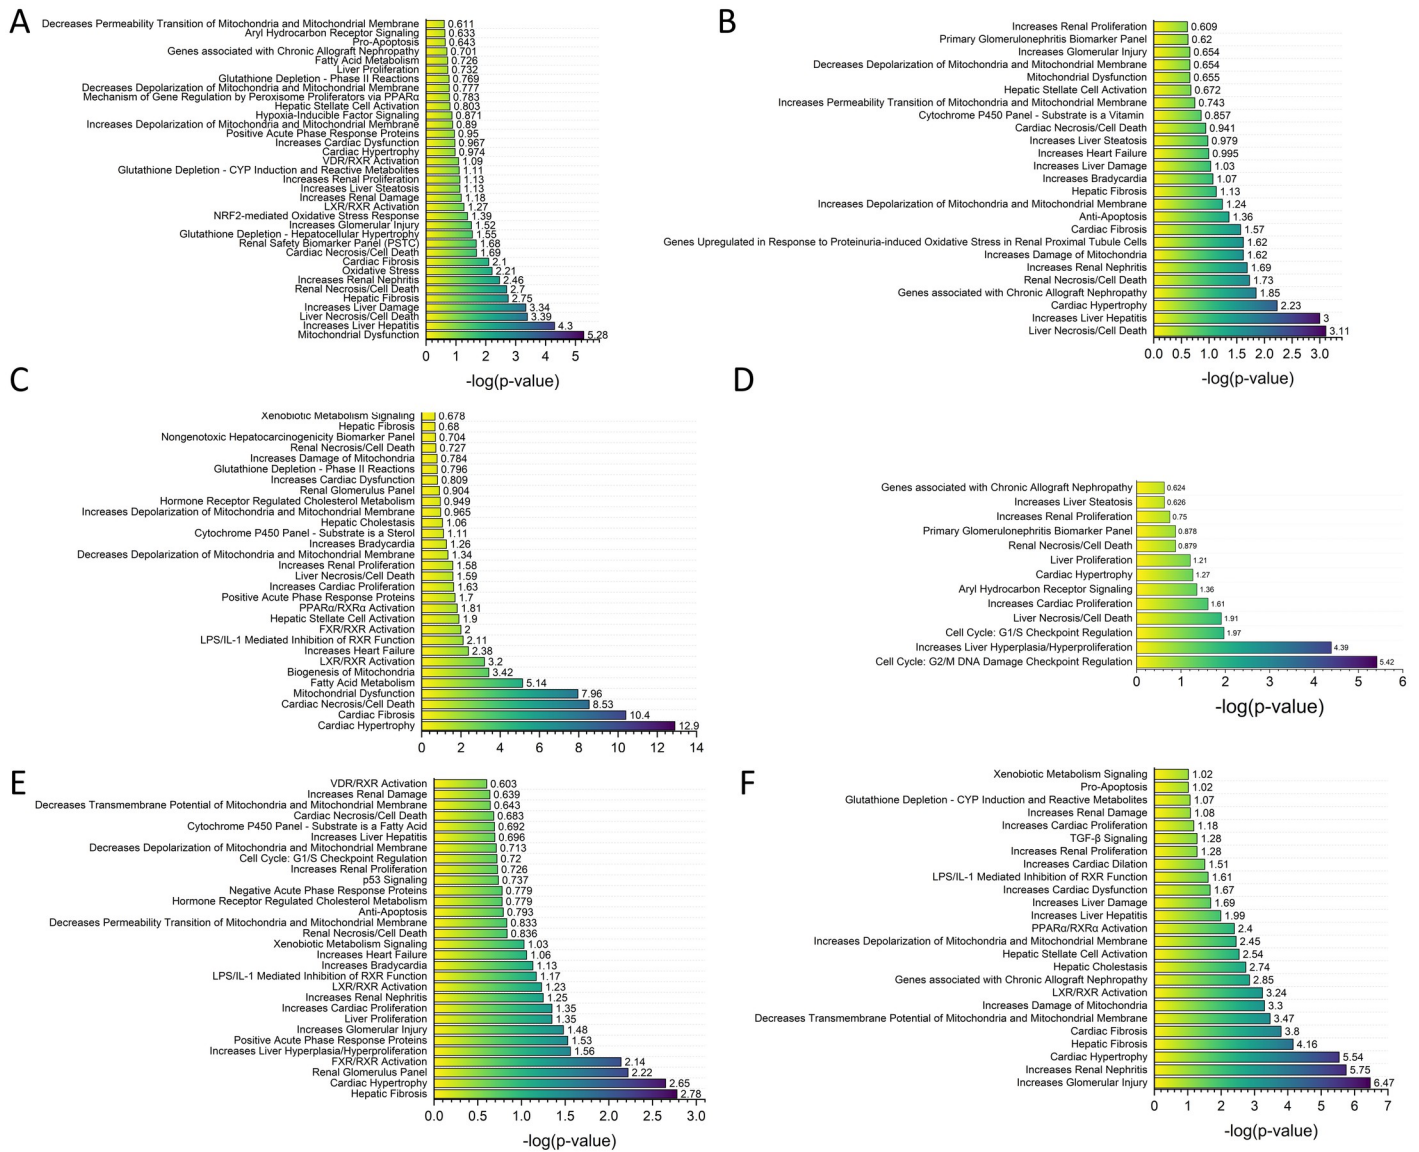 A
Decreases Permeability Transition of Mitochondria and Mitochondrial Membrane 0.611
Aryl Hydrocarbon Receptor Signaling 0.633
Pro-Apoptosis 0.643
Genes associated with Chronic Allograft Nephropathy 0.701
Fatty Acid Metabolism 0.726
Liver Proliferation 0.732
Glutathione Depletion - Phase II Reactions 0.769
Decreases Depolarization of Mitochondria and Mitochondrial Membrane 0.777
Mechanism of Gene Regulation by Peroxisome Proliferators via PPARα 0.783
Hepatic Stellate Cell Activation 0.803
Hypoxia-Inducible Factor Signaling 0.871
Increases Depolarization of Mitochondria and Mitochondrial Membrane 0.89
Positive Acute Phase Response Proteins 0.95
Increases Cardiac Dysfunction 0.967
Cardiac Hypertrophy 0.974
VDR/RXR Activation 1.09
Glutathione Depletion - CYP Induction and Reactive Metabolites 1.11
Increases Renal Proliferation 1.13
Increases Liver Steatosis 1.13
Increases Renal Damage 1.18
LXR/RXR Activation 1.27
NRF2-mediated Oxidative Stress Response 1.39
Increases Glomerular Injury 1.52
Glutathione Depletion - Hepatocellular Hypertrophy 1.55
Renal Safety Biomarker Panel (PSTC) 1.68
Cardiac Necrosis/Cell Death 1.69
Cardiac Fibrosis 2.1
Oxidative Stress 2.21
Increases Renal Nephritis 2.46
Renal Necrosis/Cell Death 2.7
Hepatic Fibrosis 2.75
Increases Liver Damage 3.34
Liver Necrosis/Cell Death 3.39
Increases Liver Hepatitis 4.3
Mitochondrial Dysfunction 5.28
0 1 2 3 4 5
-log(p-value)
B
Increases Renal Proliferation 0.609
Primary Glomerulonephritis Biomarker Panel 0.62
Increases Glomerular Injury 0.654
Decreases Depolarization of Mitochondria and Mitochondrial Membrane 0.654
Mitochondrial Dysfunction 0.655
Hepatic Stellate Cell Activation 0.672
Increases Permeability Transition of Mitochondria and Mitochondrial Membrane 0.743
Cytochrome P450 Panel - Substrate is a Vitamin 0.857
Cardiac Necrosis/Cell Death 0.941
Increases Liver Steatosis 0.979
Increases Heart Failure 0.995
Increases Liver Damage 1.03
Increases Bradycardia 1.07
Hepatic Fibrosis 1.13
Increases Depolarization of Mitochondria and Mitochondrial Membrane 1.24
Anti-Apoptosis 1.36
Cardiac Fibrosis 1.57
Genes Upregulated in Response to Proteinuria-induced Oxidative Stress in Renal Proximal Tubule Cells 1.62
Increases Damage of Mitochondria 1.62
Increases Renal Nephritis 1.69
Renal Necrosis/Cell Death 1.73
Genes associated with Chronic Allograft Nephropathy 1.85
Cardiac Hypertrophy 2.23
Increases Liver Hepatitis 3
Liver Necrosis/Cell Death 3.11
0.0 0.5 1.0 1.5 2.0 2.5 3.0
-log(p-value)
C
Xenobiotic Metabolism Signaling 0.678
Hepatic Fibrosis 0.68
Nongenotoxic Hepatocarcinogenicity Biomarker Panel 0.704
Renal Necrosis/Cell Death 0.727
Increases Damage of Mitochondria 0.784
Glutathione Depletion - Phase II Reactions 0.796
Increases Cardiac Dysfunction 0.809
Renal Glomerulus Panel 0.904
Hormone Receptor Regulated Cholesterol Metabolism 0.949
Increases Depolarization of Mitochondria and Mitochondrial Membrane 0.965
Hepatic Cholestasis 1.06
Cytochrome P450 Panel - Substrate is a Sterol 1.11
Increases Bradycardia 1.26
Decreases Depolarization of Mitochondria and Mitochondrial Membrane 1.34
Increases Renal Proliferation 1.58
Liver Necrosis/Cell Death 1.59
Increases Cardiac Proliferation 1.63
Positive Acute Phase Response Proteins 1.7
PPARα/RXRα Activation 1.81
Hepatic Stellate Cell Activation 1.9
FXR/RXR Activation 2
LPS/IL-1 Mediated Inhibition of RXR Function 2.11
Increases Heart Failure 2.38
LXR/RXR Activation 3.2
Biogenesis of Mitochondria 3.42
Fatty Acid Metabolism 5.14
Mitochondrial Dysfunction 7.96
Cardiac Necrosis/Cell Death 8.53
Cardiac Fibrosis 10.4
Cardiac Hypertrophy 12.9
0 2 4 6 8 10 12 14
D
Genes associated with Chronic Allograft Nephropathy 0.624
Increases Liver Steatosis 0.626
Increases Renal Proliferation 0.75
Primary Glomerulonephritis Biomarker Panel 0.878
Renal Necrosis/Cell Death 0.879
Liver Proliferation 1.21
Cardiac Hypertrophy 1.27
Aryl Hydrocarbon Receptor Signaling 1.36
Increases Cardiac Proliferation 1.61
Liver Necrosis/Cell Death 1.91
Cell Cycle: G1/S Checkpoint Regulation 1.97
Increases Liver Hyperplasia/Hyperproliferation 4.39
Cell Cycle: G2/M DNA Damage Checkpoint Regulation 5.42
0 1 2 3 4 5 6
-log(p-value)
E
VDR/RXR Activation 0.603
Increases Renal Damage 0.639
Decreases Transmembrane Potential of Mitochondria and Mitochondrial Membrane 0.643
Cardiac Necrosis/Cell Death 0.683
Cytochrome P450 Panel - Substrate is a Fatty Acid 0.692
Increases Liver Hepatitis 0.696
Decreases Depolarization of Mitochondria and Mitochondrial Membrane 0.713
Cell Cycle: G1/S Checkpoint Regulation 0.72
Increases Renal Proliferation 0.726
p53 Signaling 0.737
Negative Acute Phase Response Proteins 0.779
Hormone Receptor Regulated Cholesterol Metabolism 0.779
Anti-Apoptosis 0.793
Decreases Permeability Transition of Mitochondria and Mitochondrial Membrane 0.833
Renal Necrosis/Cell Death 0.836
Xenobiotic Metabolism Signaling 1.03
Increases Heart Failure 1.06
Increases Bradycardia 1.13
LPS/IL-1 Mediated Inhibition of RXR Function 1.17
LXR/RXR Activation 1.23
Increases Renal Nephritis 1.25
Increases Cardiac Proliferation 1.35
Liver Proliferation 1.35
Increases Glomerular Injury 1.48
Positive Acute Phase Response Proteins 1.53
Increases Liver Hyperplasia/Hyperproliferation 1.56
FXR/RXR Activation 2.14
Renal Glomerulus Panel 2.22
Cardiac Hypertrophy 2.65
Hepatic Fibrosis 2.78
0.0 0.5 1.0 1.5 2.0 2.5 3.0
-log(p-value)
F
Xenobiotic Metabolism Signaling 1.02
Pro-Apoptosis 1.02
Glutathione Depletion - CYP Induction and Reactive Metabolites 1.07
Increases Renal Damage 1.08
Increases Cardiac Proliferation 1.18
TGF-β Signaling 1.28
Increases Renal Proliferation 1.28
Increases Cardiac Dilation 1.51
LPS/IL-1 Mediated Inhibition of RXR Function 1.61
Increases Cardiac Dysfunction 1.67
Increases Liver Damage 1.69
Increases Liver Hepatitis 1.99
PPARα/RXRα Activation 2.4
Increases Depolarization of Mitochondria and Mitochondrial Membrane 2.45
Hepatic Stellate Cell Activation 2.54
Hepatic Cholestasis 2.74
Genes associated with Chronic Allograft Nephropathy 2.85
LXR/RXR Activation 3.24
Increases Damage of Mitochondria 3.3
Decreases Transmembrane Potential of Mitochondria and Mitochondrial Membrane 3.47
Cardiac Fibrosis 3.8
Hepatic Fibrosis 4.16
Cardiac Hypertrophy 5.54
Increases Renal Nephritis 5.75
Increases Glomerular Injury 6.47
0 1 2 3 4 5 6 7
-log(p-value)